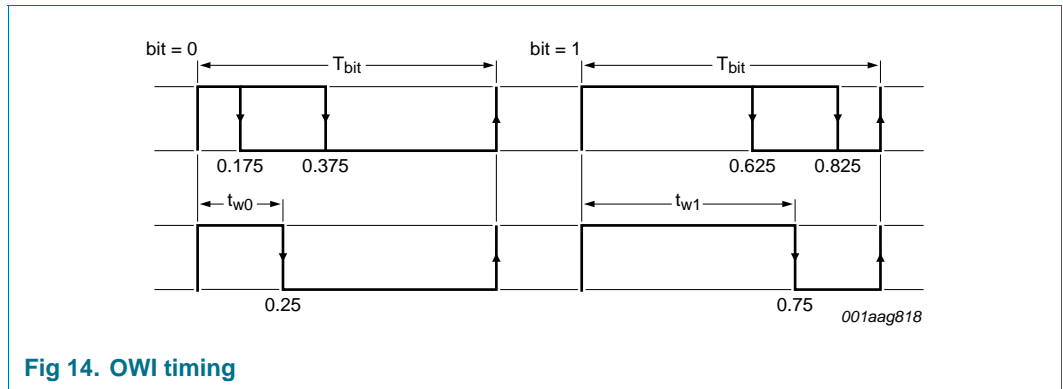 bit = 0 bit = 1
Tbit Tbit
0.175 0.375 0.625 0.825
tw0 tw1
0.25 0.75
001aag818
Fig 14. OWI timing